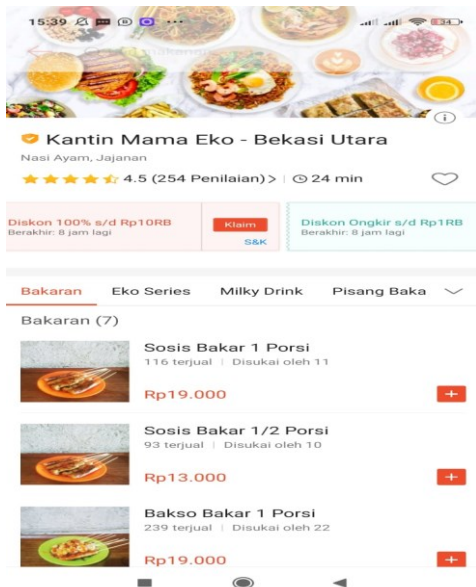 15:39
34
makanan
Kantin Mama Eko - Bekasi Utara
Nasi Ayam, Jajanan
4.5 (254 Penilaian) > | 24 min
Diskon 100% s/d Rp10RB
Berakhir: 8 jam lagi
Klaim
S&K
Diskon Ongkir s/d Rp1RB
Berakhir: 8 jam lagi
Bakaran Eko Series Milky Drink Pisang Baka
Bakaran (7)
Sosis Bakar 1 Porsi
116 terjual | Disukai oleh 11
Rp19.000
Sosis Bakar 1/2 Porsi
93 terjual | Disukai oleh 10
Rp13.000
Bakso Bakar 1 Porsi
239 terjual | Disukai oleh 22
Rp19.000